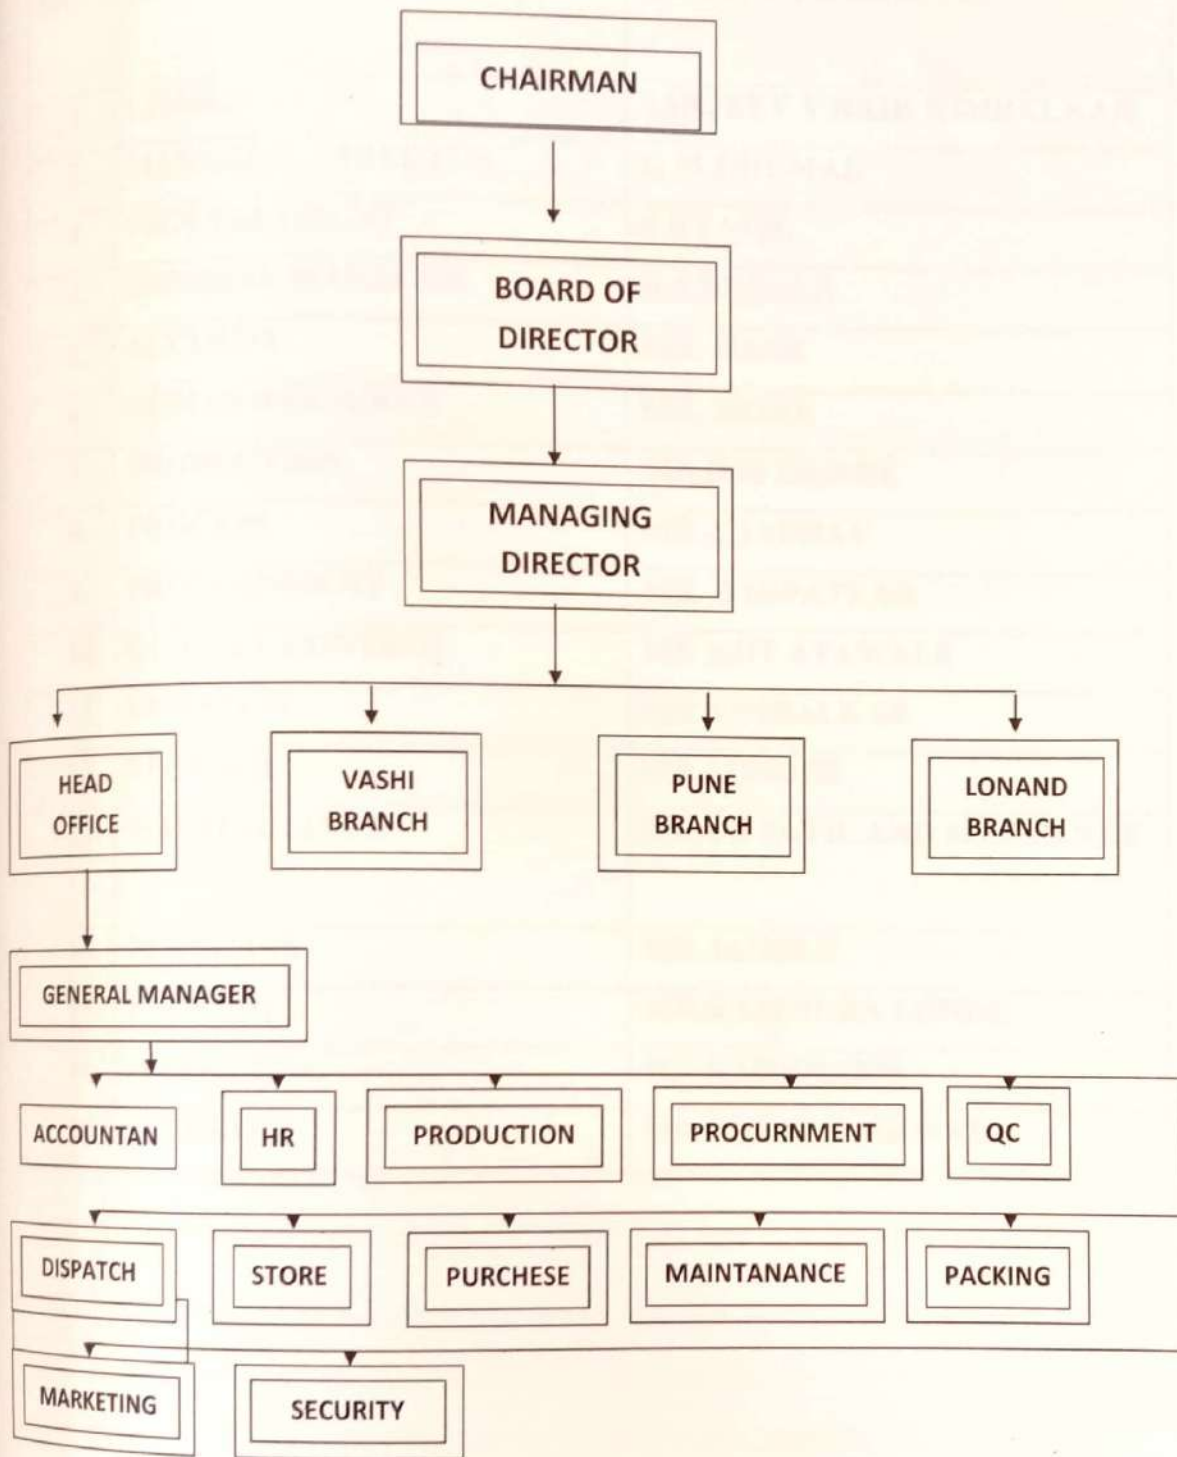 CHAIRMAN
BOARD OF
DIRECTOR
MANAGING
DIRECTOR
HEAD
OFFICE
VASHI
BRANCH
PUNE
BRANCH
LONAND
BRANCH
GENERAL MANAGER
ACCOUNTAN
HR
PRODUCTION
PROCURNMENT
QC
DISPATCH
STORE
PURCHESE
MAINTANANCE
PACKING
MARKETING
SECURITY